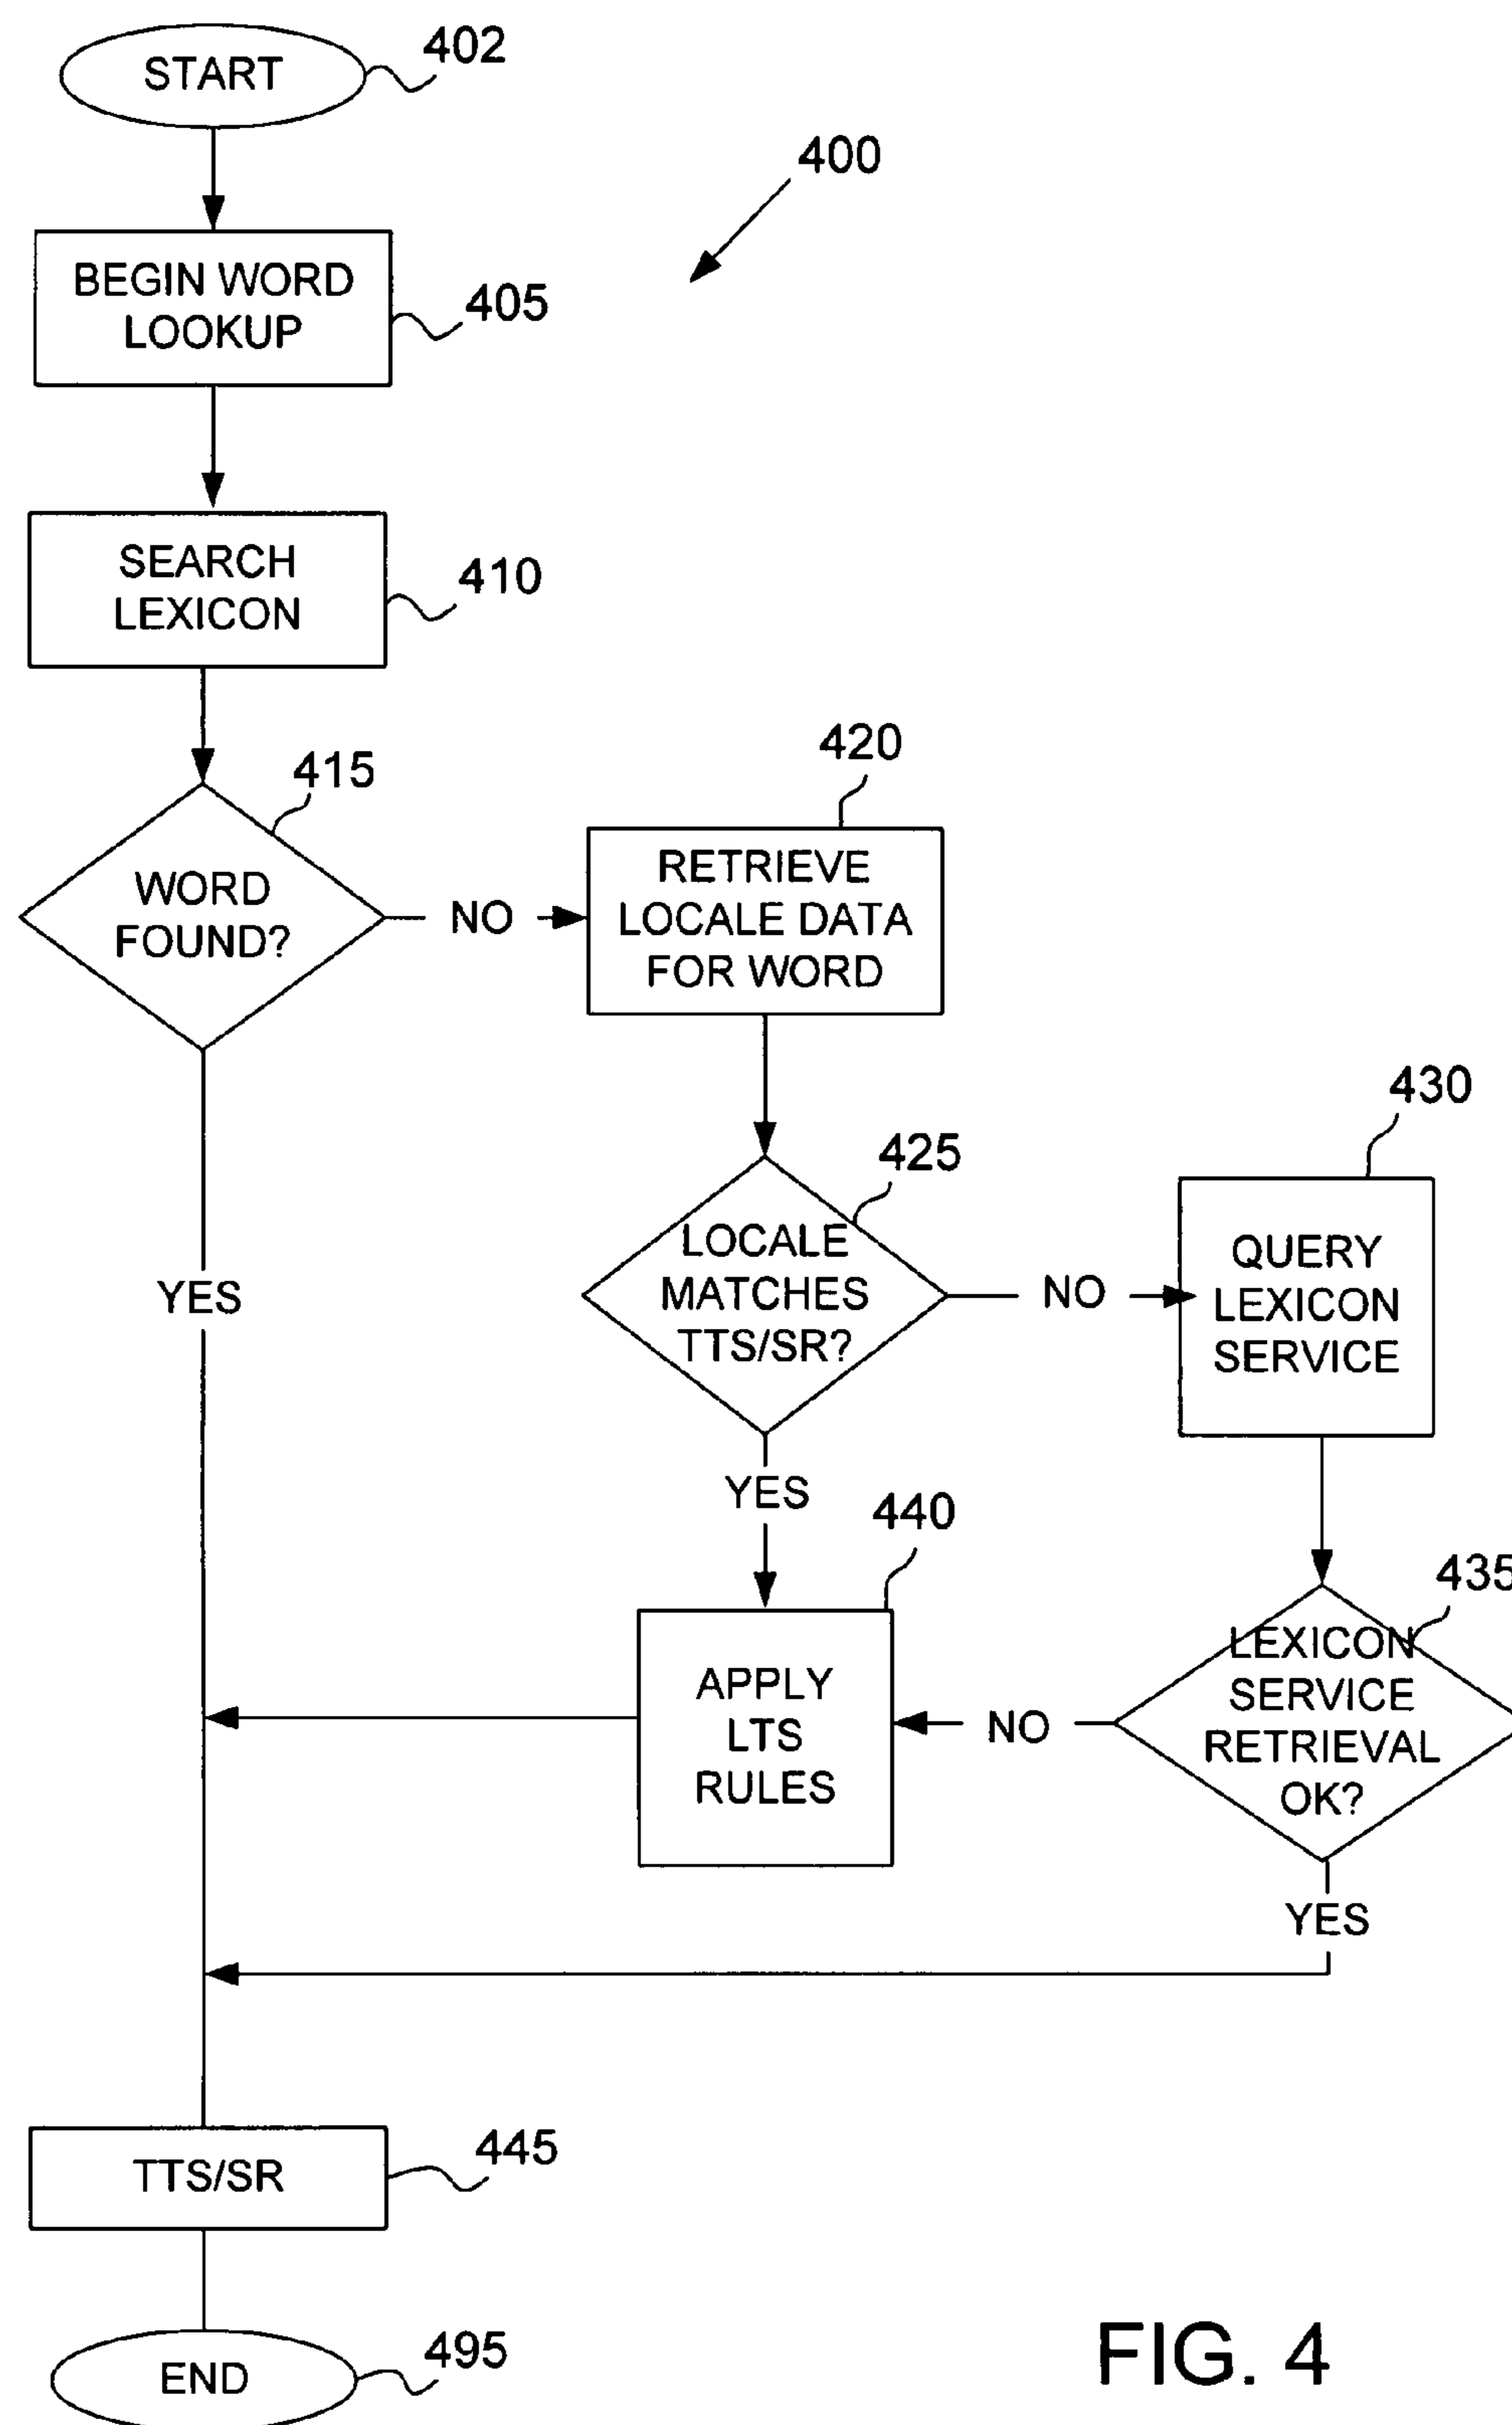 START
402
400
BEGIN WORD
LOOKUP
405
SEARCH
LEXICON
410
415
WORD
FOUND?
NO
420
RETRIEVE
LOCALE DATA
FOR WORD
YES
425
LOCALE
MATCHES
TTS/SR?
NO
430
QUERY
LEXICON
SERVICE
YES
440
APPLY
LTS
RULES
NO
435
LEXICON
SERVICE
RETRIEVAL
OK?
YES
TTS/SR
445
END
495
FIG. 4